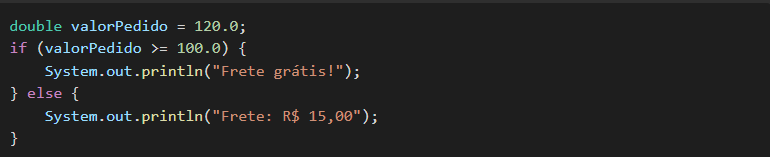 double valorPedido = 120.0;
if (valorPedido >= 100.0) {
    System.out.println("Frete grátis!");
} else {
    System.out.println("Frete: R$ 15,00");
}